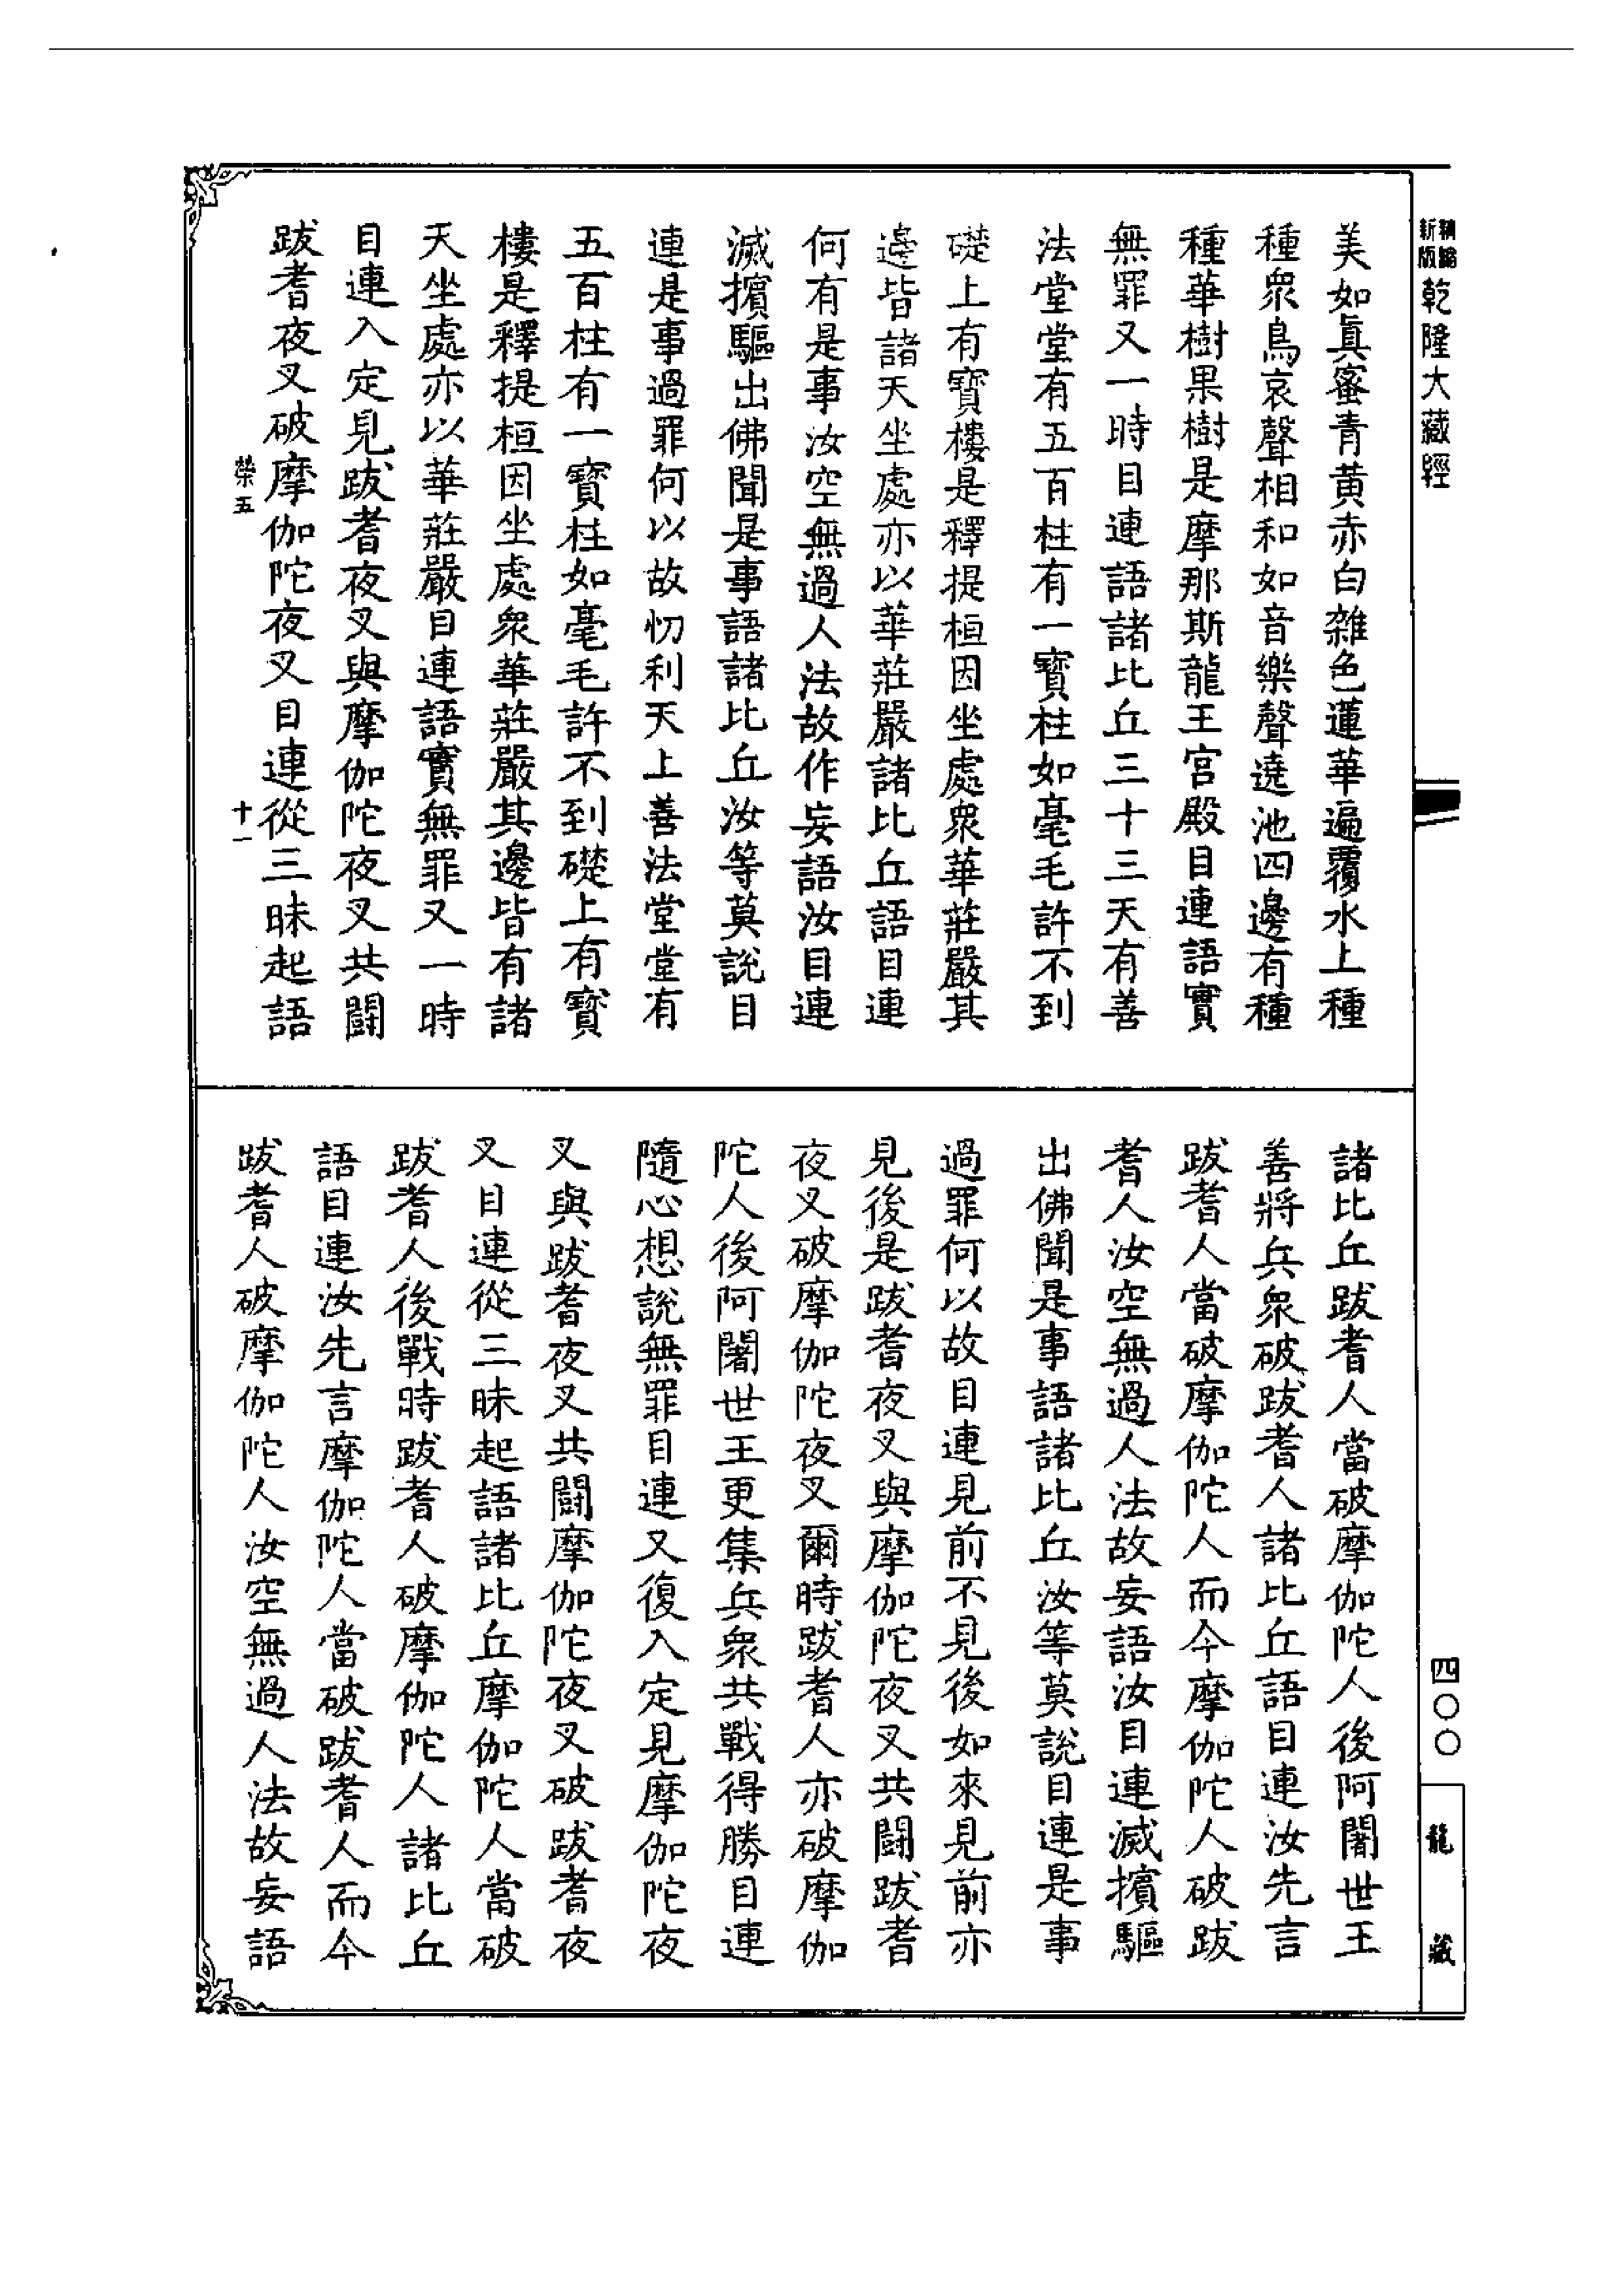 精縮新版乾隆大藏經
美如真蜜青黃赤白雜色蓮華遍覆水上種
種衆鳥哀聲相和如音樂聲遶池四邊有種
種華樹果樹是摩那斯龍王宮殿目連語實
無罪又一時目連語諸比丘三十三天有善
法堂堂有五百柱有一寶柱如毫毛許不到
礎上有寶樓是釋提桓因坐處衆華莊嚴其
邊皆諸天坐處亦以華莊嚴諸比丘語目連
何有是事汝空無過人法故作妄語汝目連
滅擯驅出佛聞是事語諸比丘汝等莫説目
連是事過罪何以故忉利天上善法堂堂有
五百柱有一寶柱如毫毛許不到礎上有寶
樓是釋提桓因坐處衆華莊嚴其邊皆有諸
天坐處亦以華莊嚴目連語實無罪又一時
目連入定見跋耆夜叉與摩伽陀夜叉共鬪
跋耆夜叉破摩伽陀夜叉目連從三昧起語
榮五 十一
諸比丘跋耆人當破摩伽陀人後阿闍世王
善將兵衆破跋耆人諸比丘語目連汝先言
跋耆人當破摩伽陀人而今摩伽陀人破跋
耆人汝空無過人法故妄語汝目連滅擯驅
出佛聞是事語諸比丘汝等莫説目連是事
過罪何以故目連見前不見後如來見前亦
見後是跋耆夜叉與摩伽陀夜叉共鬪跋耆
夜叉破摩伽陀夜叉爾時跋耆人亦破摩伽
陀人後阿闍世王更集兵衆共戰得勝目連
隨心想説無罪目連又復入定見摩伽陀夜
叉與跋耆夜叉共鬪摩伽陀夜叉破跋耆夜
叉目連從三昧起語諸比丘摩伽陀人當破
跋耆人後戰時跋耆人破摩伽陀人諸比丘
語目連汝先言摩伽陀人當破跋耆人而今
跋耆人破摩伽陀人汝空無過人法故妄語
四〇〇
龍藏